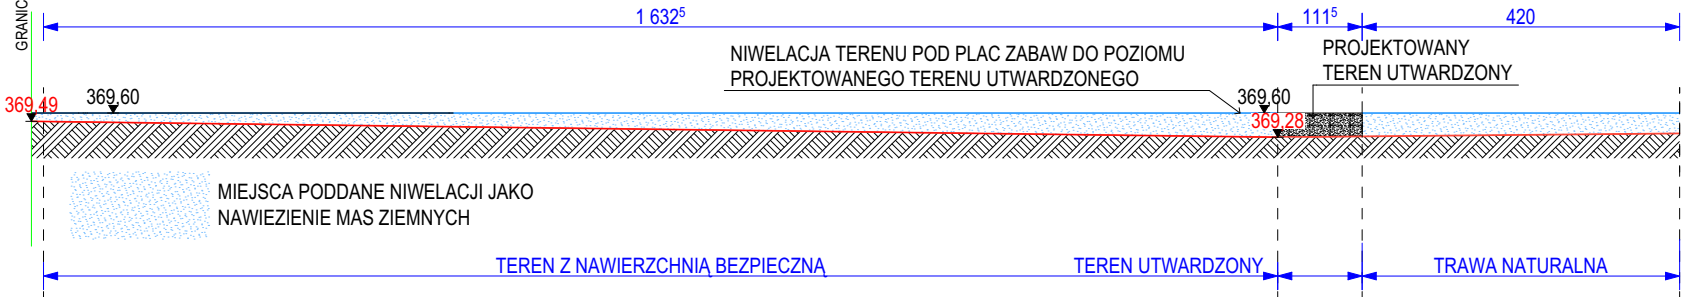 GRANIC
1 632⁵
111⁵
420
NIWELACJA TERENU POD PLAC ZABAW DO POZIOMU
PROJEKTOWANEGO TERENU UTWARDZONEGO
PROJEKTOWANY
TEREN UTWARDZONY
369,49
369,60
369,60
369,28
MIEJSCA PODDANE NIWELACJI JAKO
NAWIEZIENIE MAS ZIEMNYCH
TEREN Z NAWIERZCHNIĄ BEZPIECZNĄ
TEREN UTWARDZONY
TRAWA NATURALNA